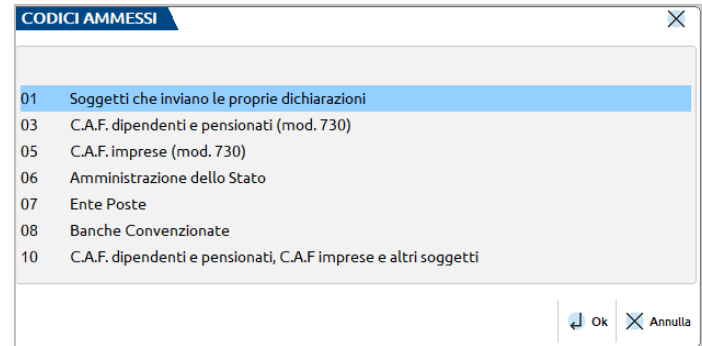 CODICI AMMESSI
01 Soggetti che inviano le proprie dichiarazioni
03 C.A.F. dipendenti e pensionati (mod. 730)
05 C.A.F. imprese (mod. 730)
06 Amministrazione dello Stato
07 Ente Poste
08 Banche Convenzionate
10 C.A.F. dipendenti e pensionati, C.A.F imprese e altri soggetti
Ok Annulla